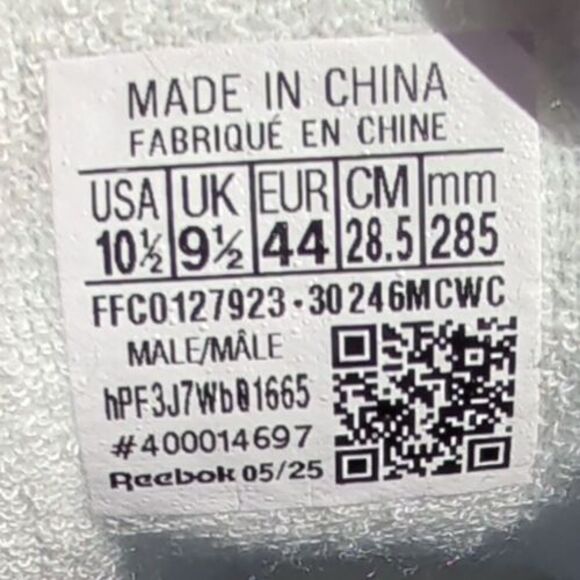 MADE IN CHINA
FABRIQUÉ EN CHINE
USA UK EUR CM mm
10½ 9½ 44 28.5 285
FFC0127923-30246MCWC
MALE/MÂLE
hPF3J7Wb01665
#400014697
Reebok 05/25